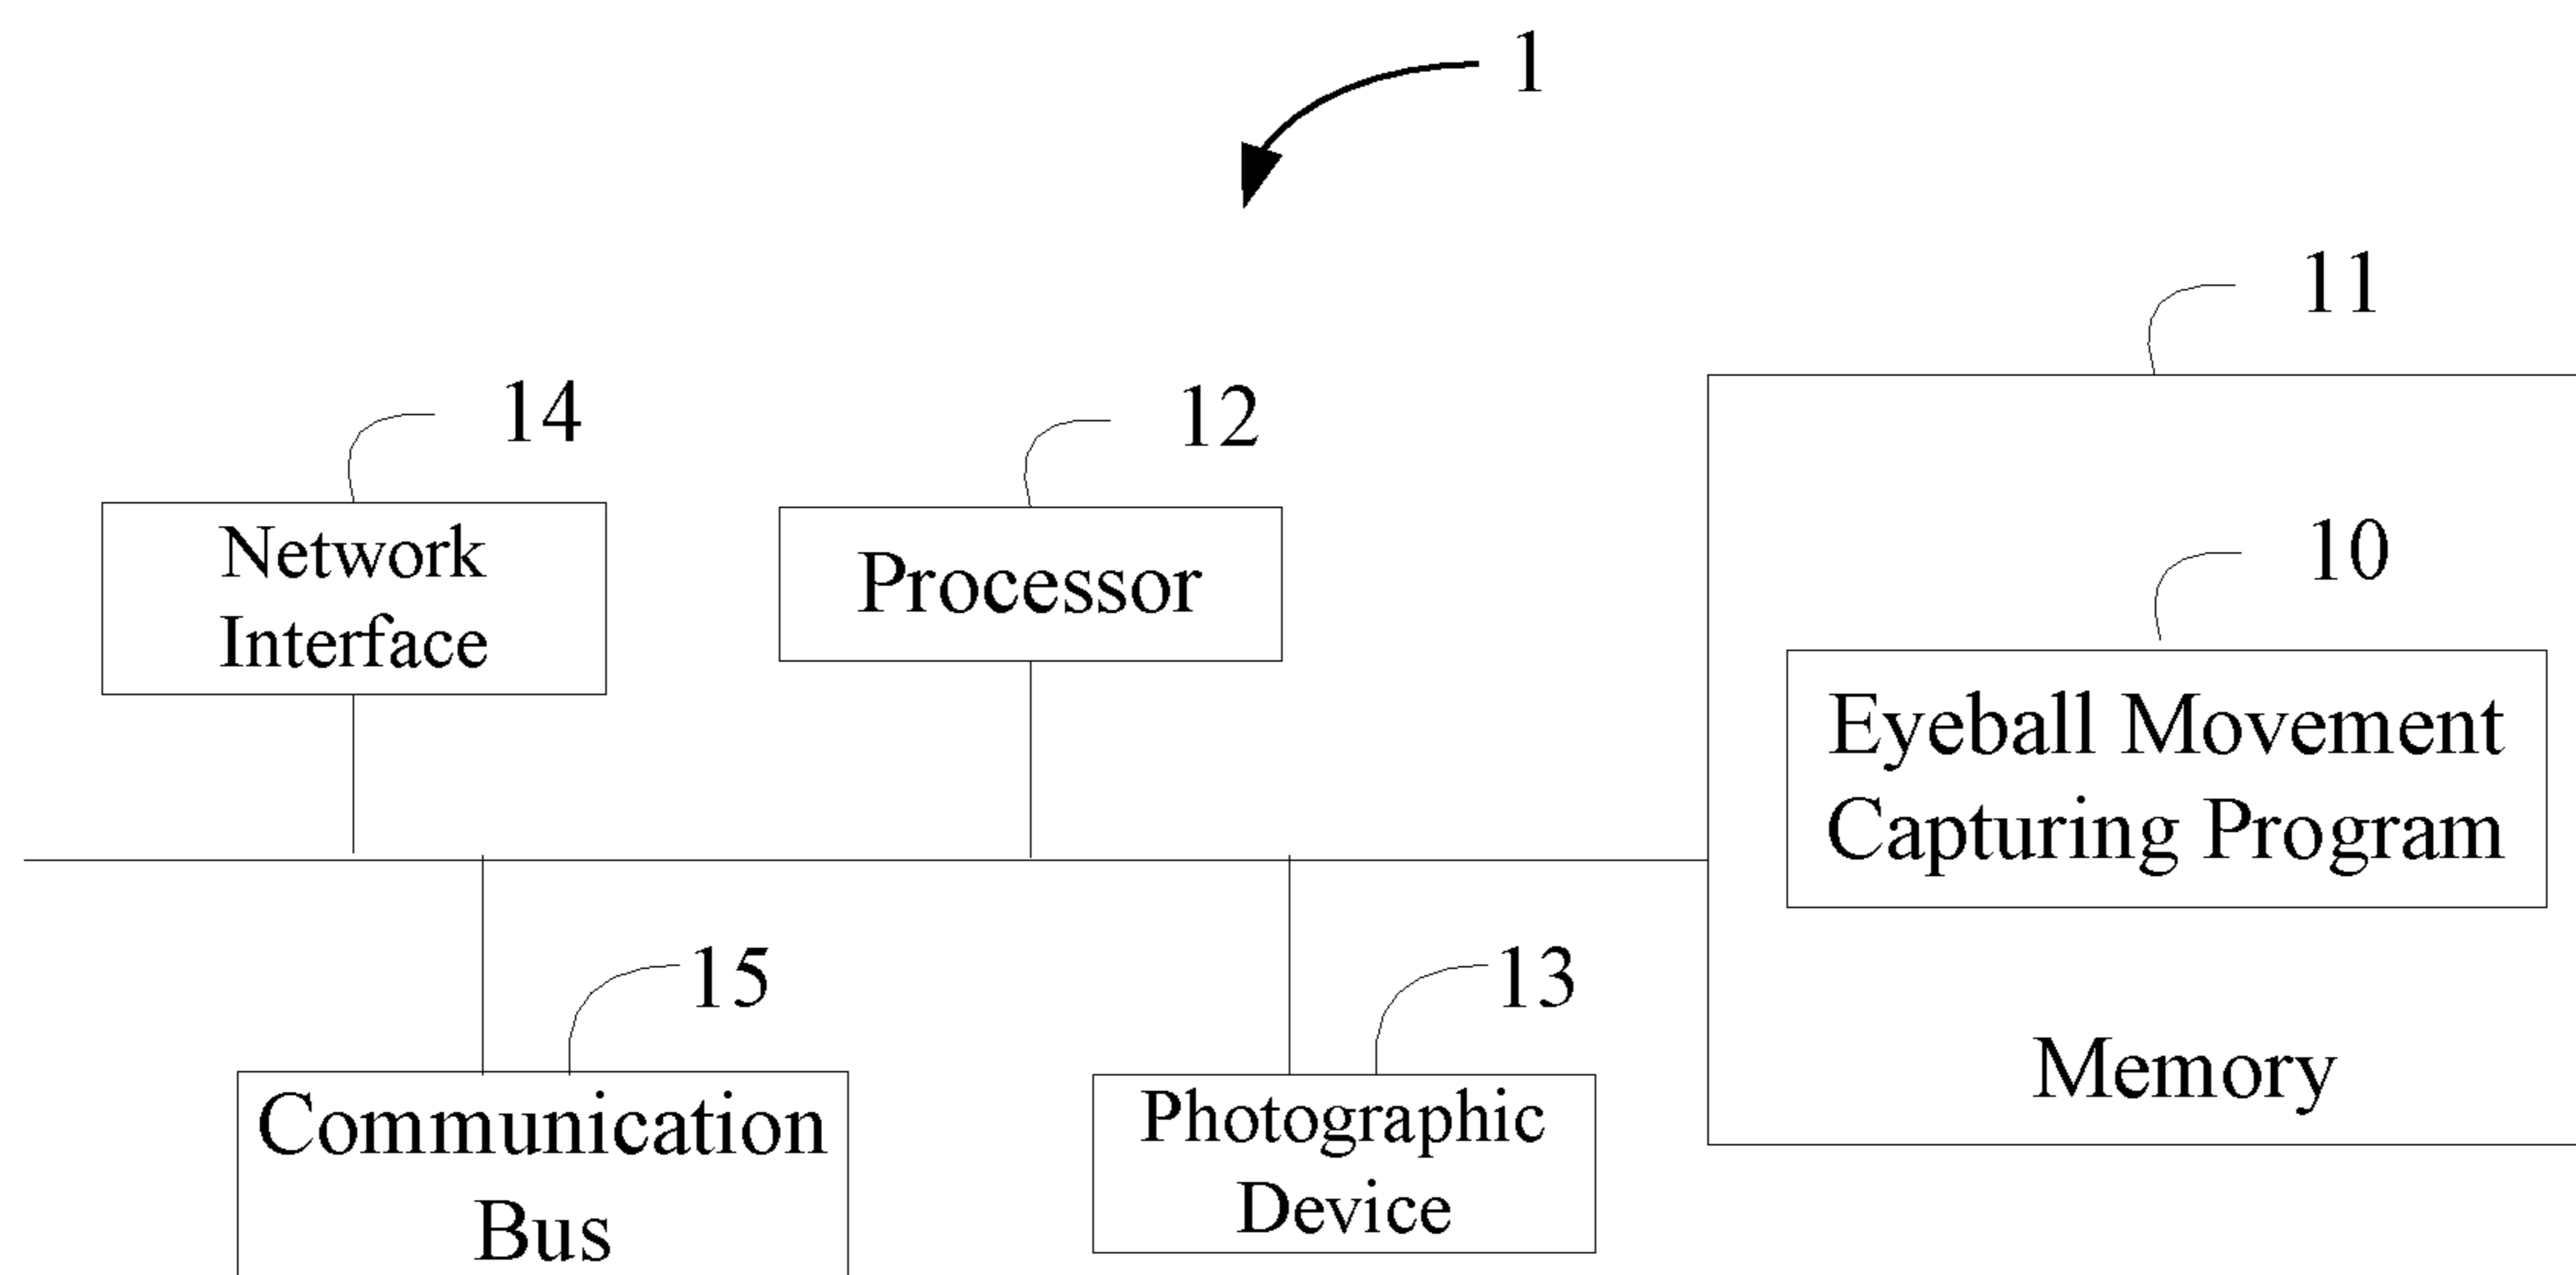 1
11
14
12
Network
Interface
Processor
10
Eyeball Movement
Capturing Program
15
13
Memory
Communication
Bus
Photographic
Device